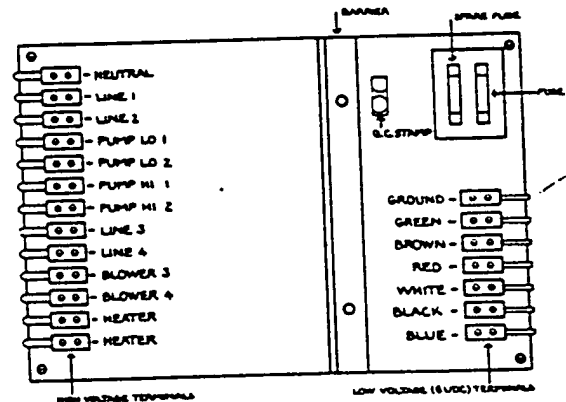 BARRIER
SPARE FUSE
FUSE
Q.C. STAMP
- NEUTRAL
- LINE 1
- LINE 2
- PUMP LO 1
- PUMP LO 2
- PUMP HI 1
- PUMP HI 2
- LINE 3
- LINE 4
- BLOWER 3
- BLOWER 4
- HEATER
- HEATER
GROUND -
GREEN -
BROWN -
RED -
WHITE -
BLACK -
BLUE -
HIGH VOLTAGE TERMINALS
LOW VOLTAGE (6VDC) TERMINALS